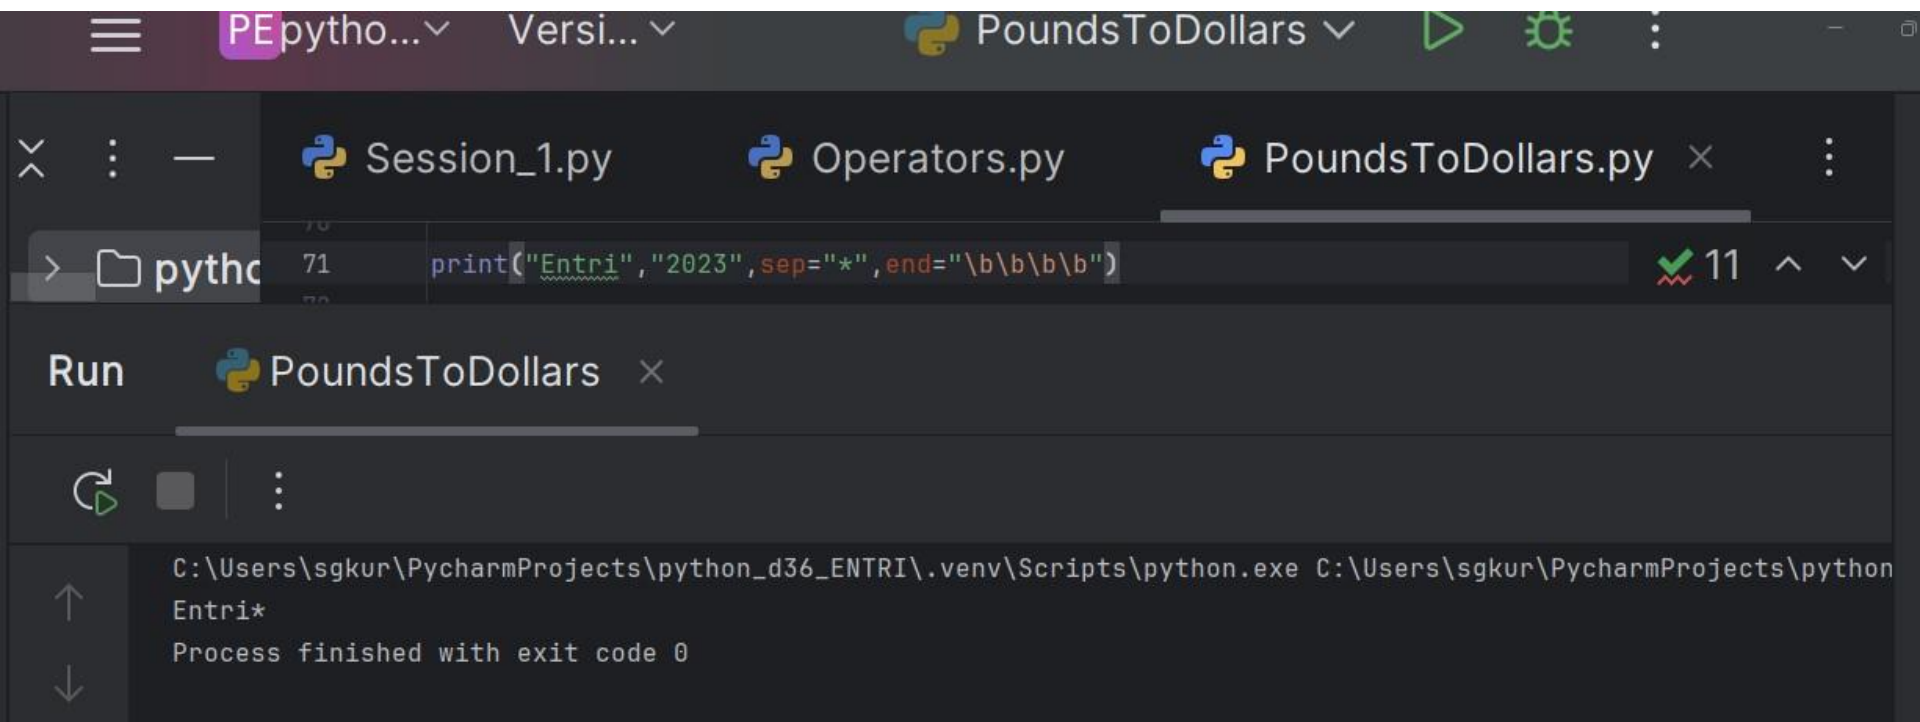 PE pytho... Versi... PoundsToDollars
Session_1.py Operators.py PoundsToDollars.py
pythc 71 print("Entri","2023",sep="*",end="\b\b\b\b") 11
Run PoundsToDollars
C:\Users\sgkur\PycharmProjects\python_d36_ENTRI\.venv\Scripts\python.exe C:\Users\sgkur\PycharmProjects\python
Entri*
Process finished with exit code 0